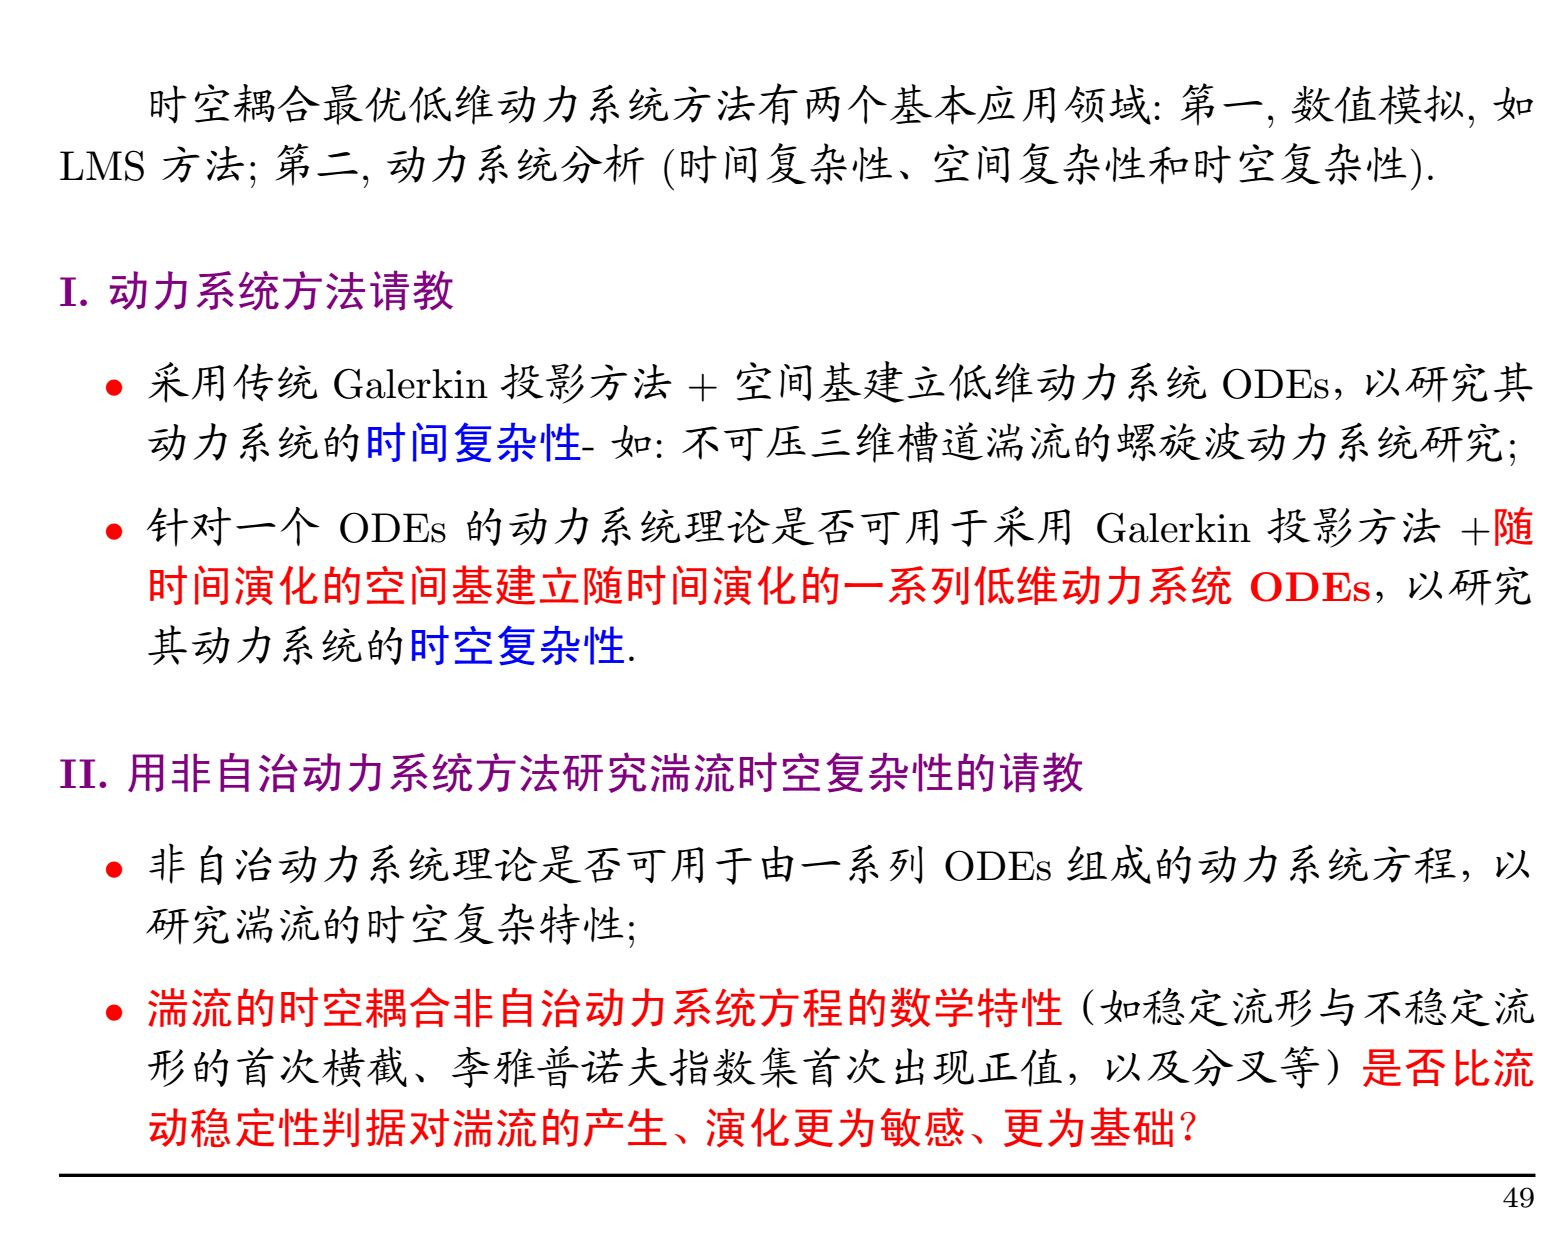 时空耦合最优低维动力系统方法有两个基本应用领域: 第一, 数值模拟, 如
LMS 方法; 第二, 动力系统分析 (时间复杂性、空间复杂性和时空复杂性).
I. 动力系统方法请教
• 采用传统 Galerkin 投影方法 + 空间基建立低维动力系统 ODEs, 以研究其
动力系统的时间复杂性- 如: 不可压三维槽道湍流的螺旋波动力系统研究;
• 针对一个 ODEs 的动力系统理论是否可用于采用 Galerkin 投影方法 +随
时间演化的空间基建立随时间演化的一系列低维动力系统 ODEs, 以研究
其动力系统的时空复杂性.
II. 用非自治动力系统方法研究湍流时空复杂性的请教
• 非自治动力系统理论是否可用于由一系列 ODEs 组成的动力系统方程, 以
研究湍流的时空复杂特性;
• 湍流的时空耦合非自治动力系统方程的数学特性 (如稳定流形与不稳定流
形的首次横截、李雅普诺夫指数集首次出现正值, 以及分叉等) 是否比流
动稳定性判据对湍流的产生、演化更为敏感、更为基础?
49